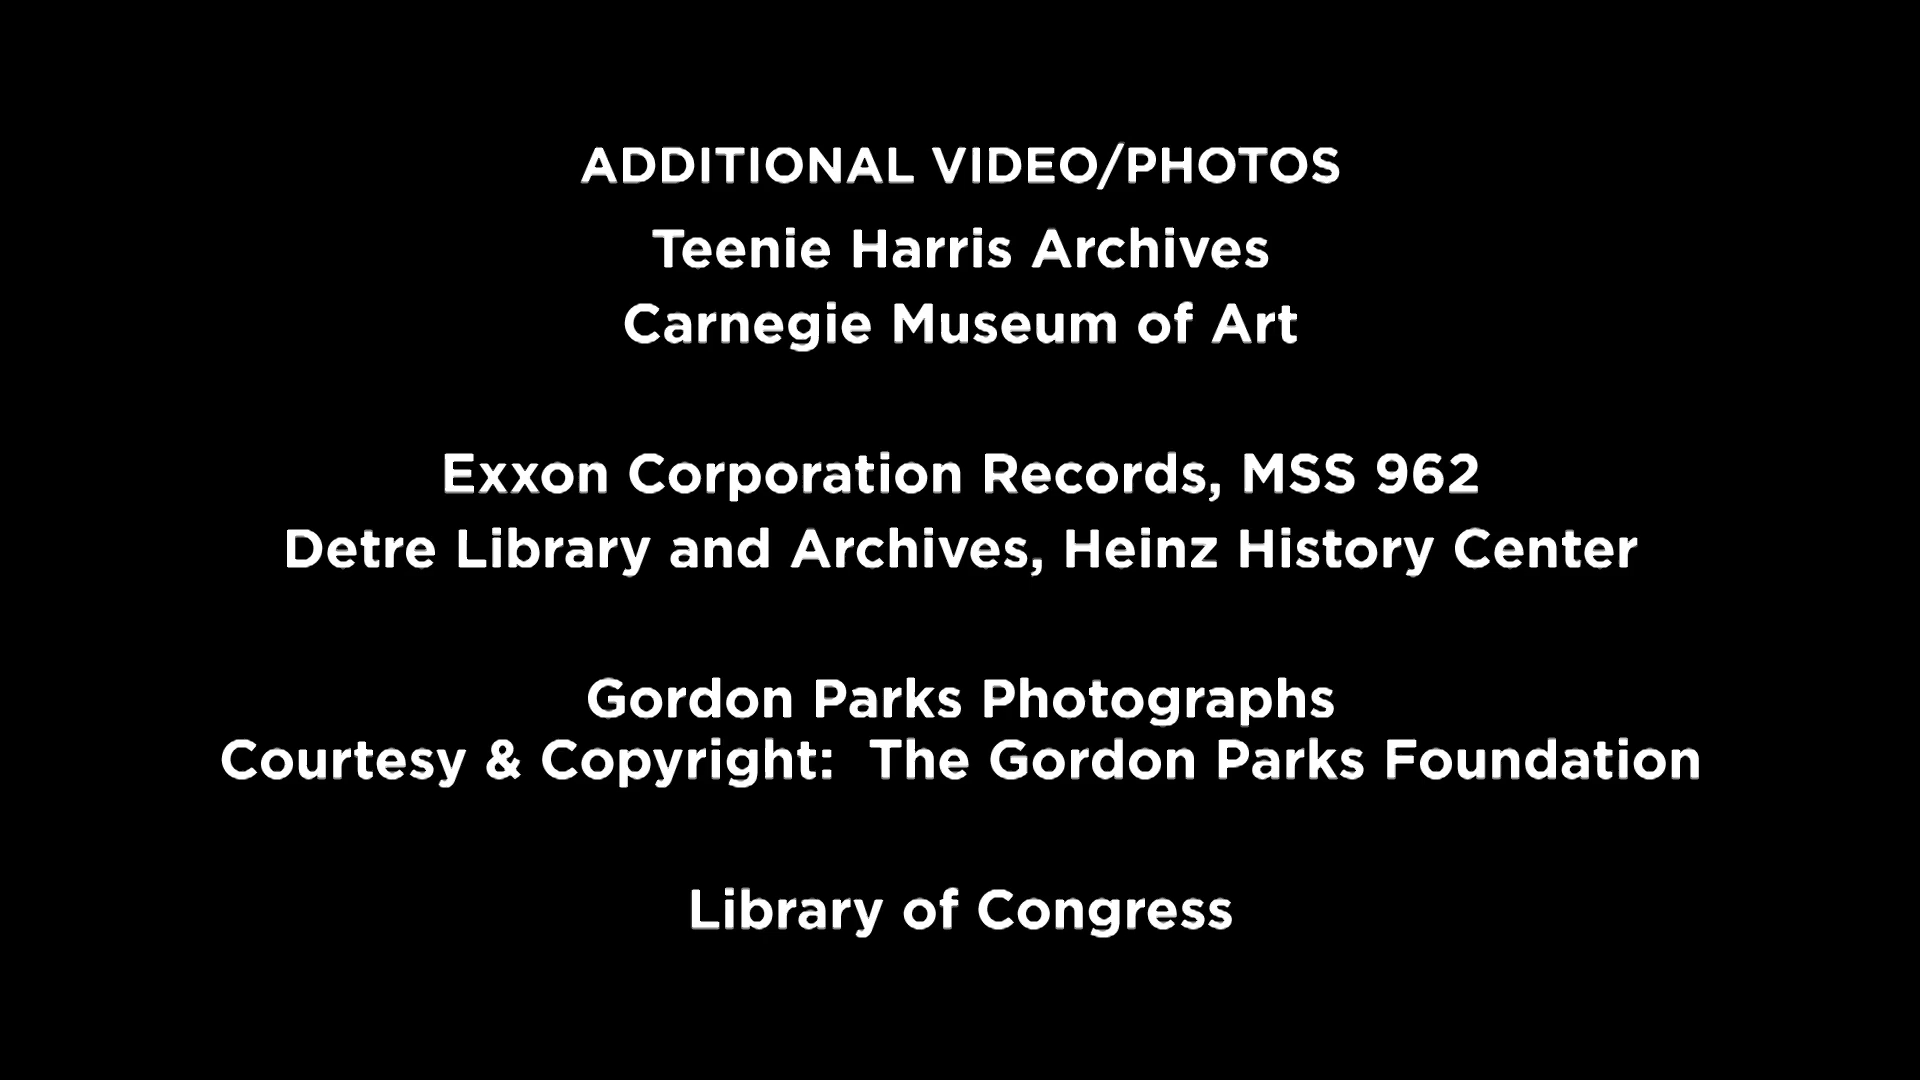 ADDITIONAL VIDEO/PHOTOS
Teenie Harris Archives
Carnegie Museum of Art
Exxon Corporation Records, MSS 962
Detre Library and Archives, Heinz History Center
Gordon Parks Photographs
Courtesy & Copyright:  The Gordon Parks Foundation
Library of Congress